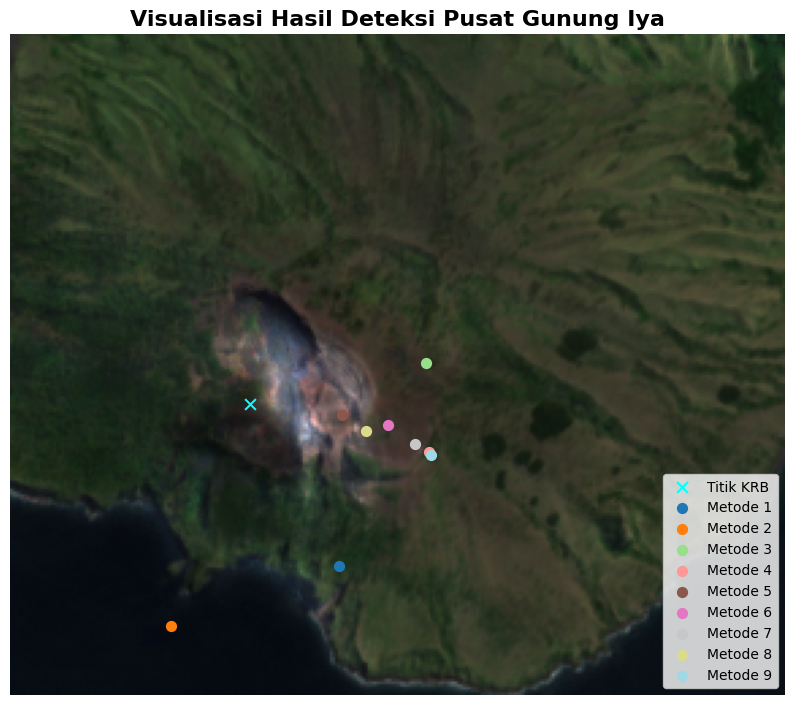 Visualisasi Hasil Deteksi Pusat Gunung Iya
Titik KRB
Metode 1
Metode 2
Metode 3
Metode 4
Metode 5
Metode 6
Metode 7
Metode 8
Metode 9